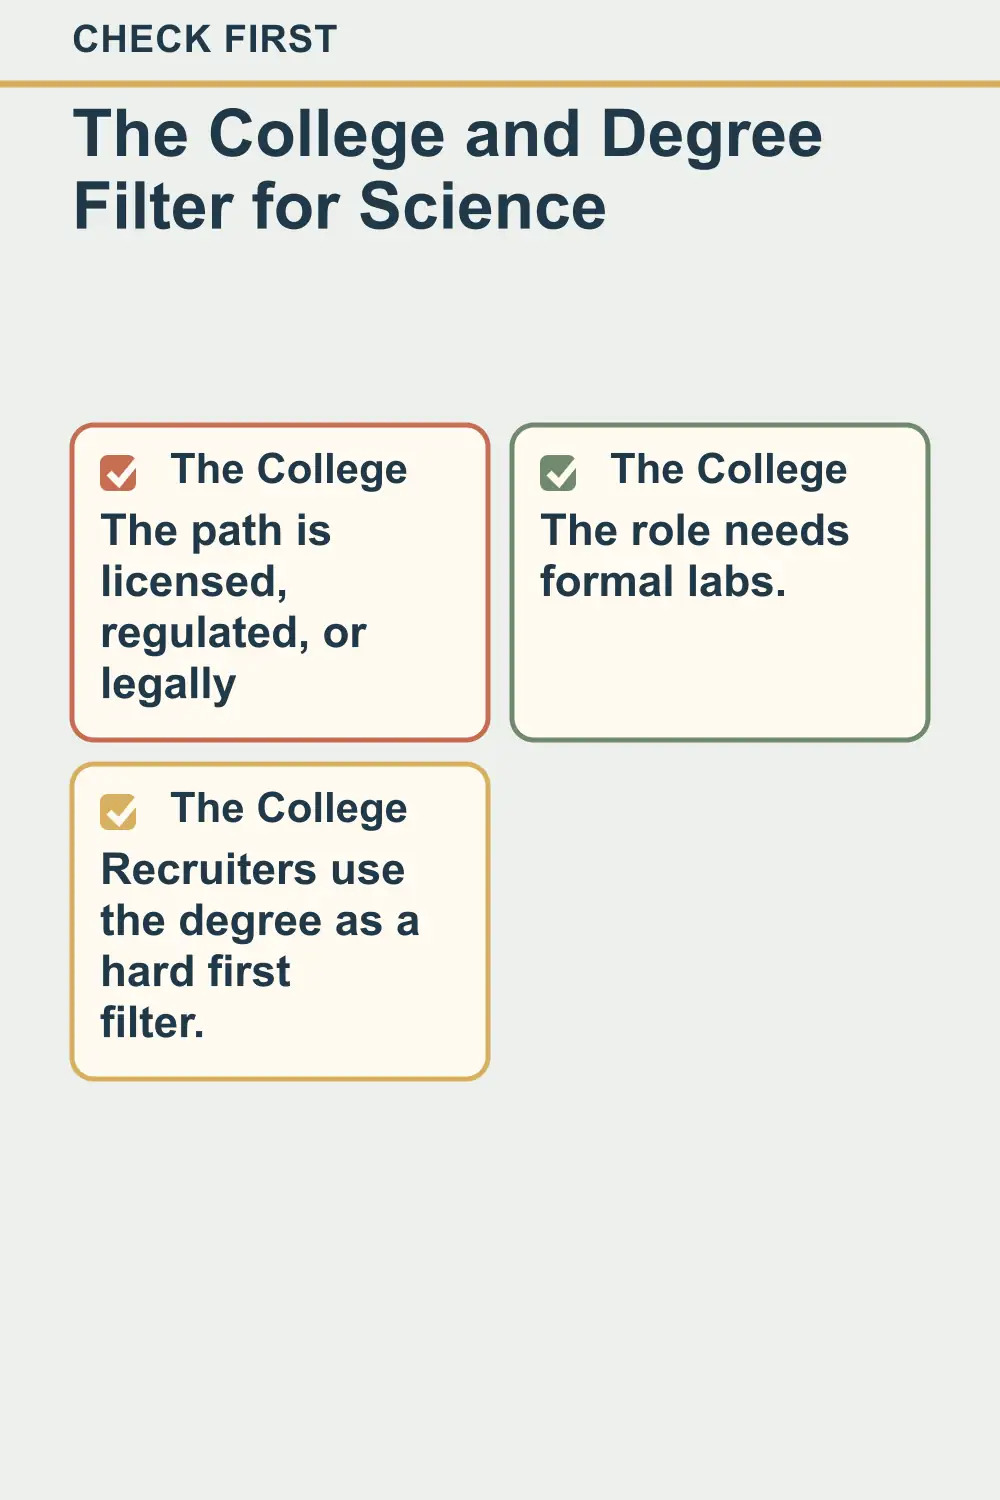 CHECK FIRST
The College and Degree
Filter for Science
The College
The path is
licensed,
regulated, or
legally
The College
The role needs
formal labs.
The College
Recruiters use
the degree as a
hard first
filter.